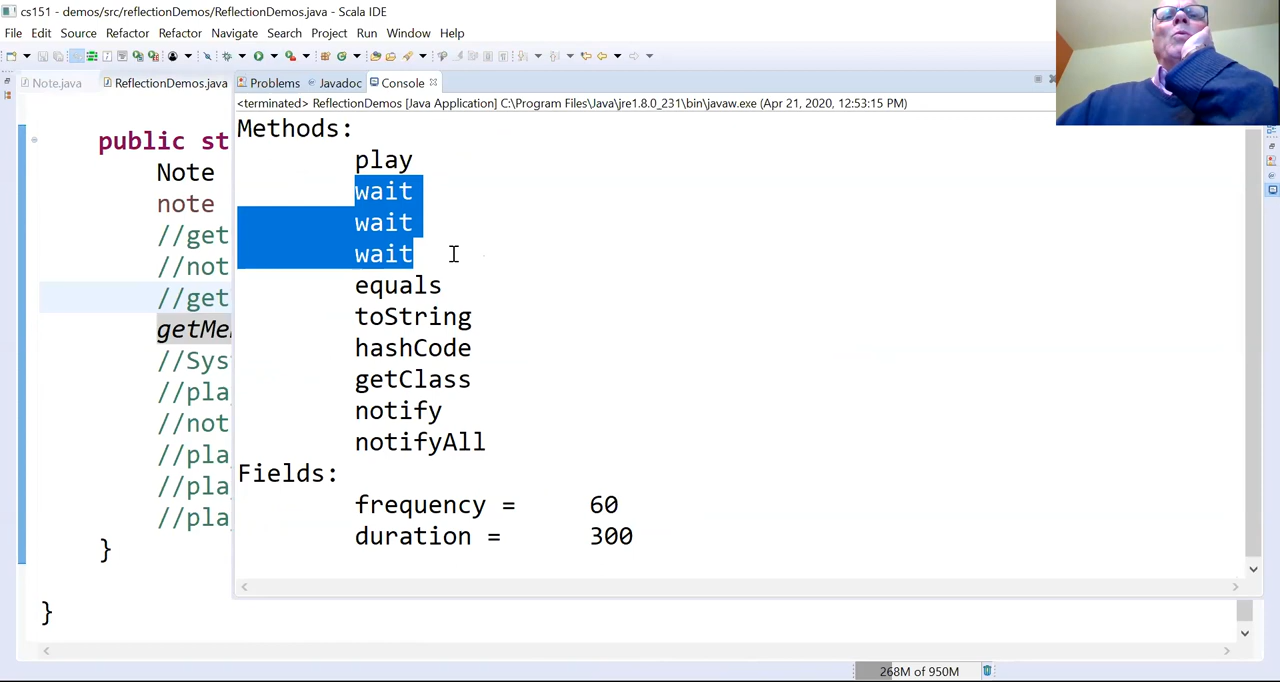 cs151 - demos/src/reflectionDemos/ReflectionDemos.java - Scala IDE
File Edit Source Refactor Refactor Navigate Search Project Run Window Help
Note.java ReflectionDemos.java Problems Javadoc Console
<terminated> ReflectionDemos [Java Application] C:\Program Files\Java\jre1.8.0_231\bin\javaw.exe (Apr 21, 2020, 12:53:15 PM)
public st
Note
note
//get
//not
//get
getMe
//Sys
//pla
//not
//pla
//pla
//pla
}
}
Methods:
play
wait
wait
wait
equals
toString
hashCode
getClass
notify
notifyAll
Fields:
frequency = 60
duration = 300
268M of 950M